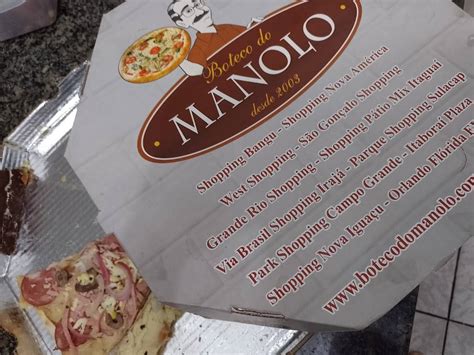 Boteco do
MANOLO
desde 2003
Shopping Bangu - Shopping Nova América
West Shopping - São Gonçalo Shopping
Grande Rio Shopping - Shopping Pátio Mix Itaguaí
Via Brasil Shopping Irajá - Parque Shopping Sulacap
Park Shopping Campo Grande - Itaboraí Plaza
Shopping Nova Iguaçu - Orlando Florida
www.botecodomanolo.co